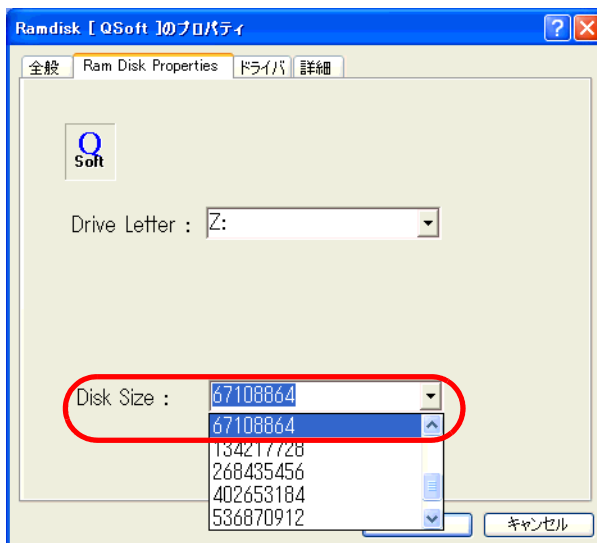 Ramdisk [ QSoft ]のプロパティ
全般 Ram Disk Properties ドライバ 詳細
Q
Soft
Drive Letter : Z:
Disk Size : 67108864
67108864
134217728
268435456
402653184
536870912
キャンセル